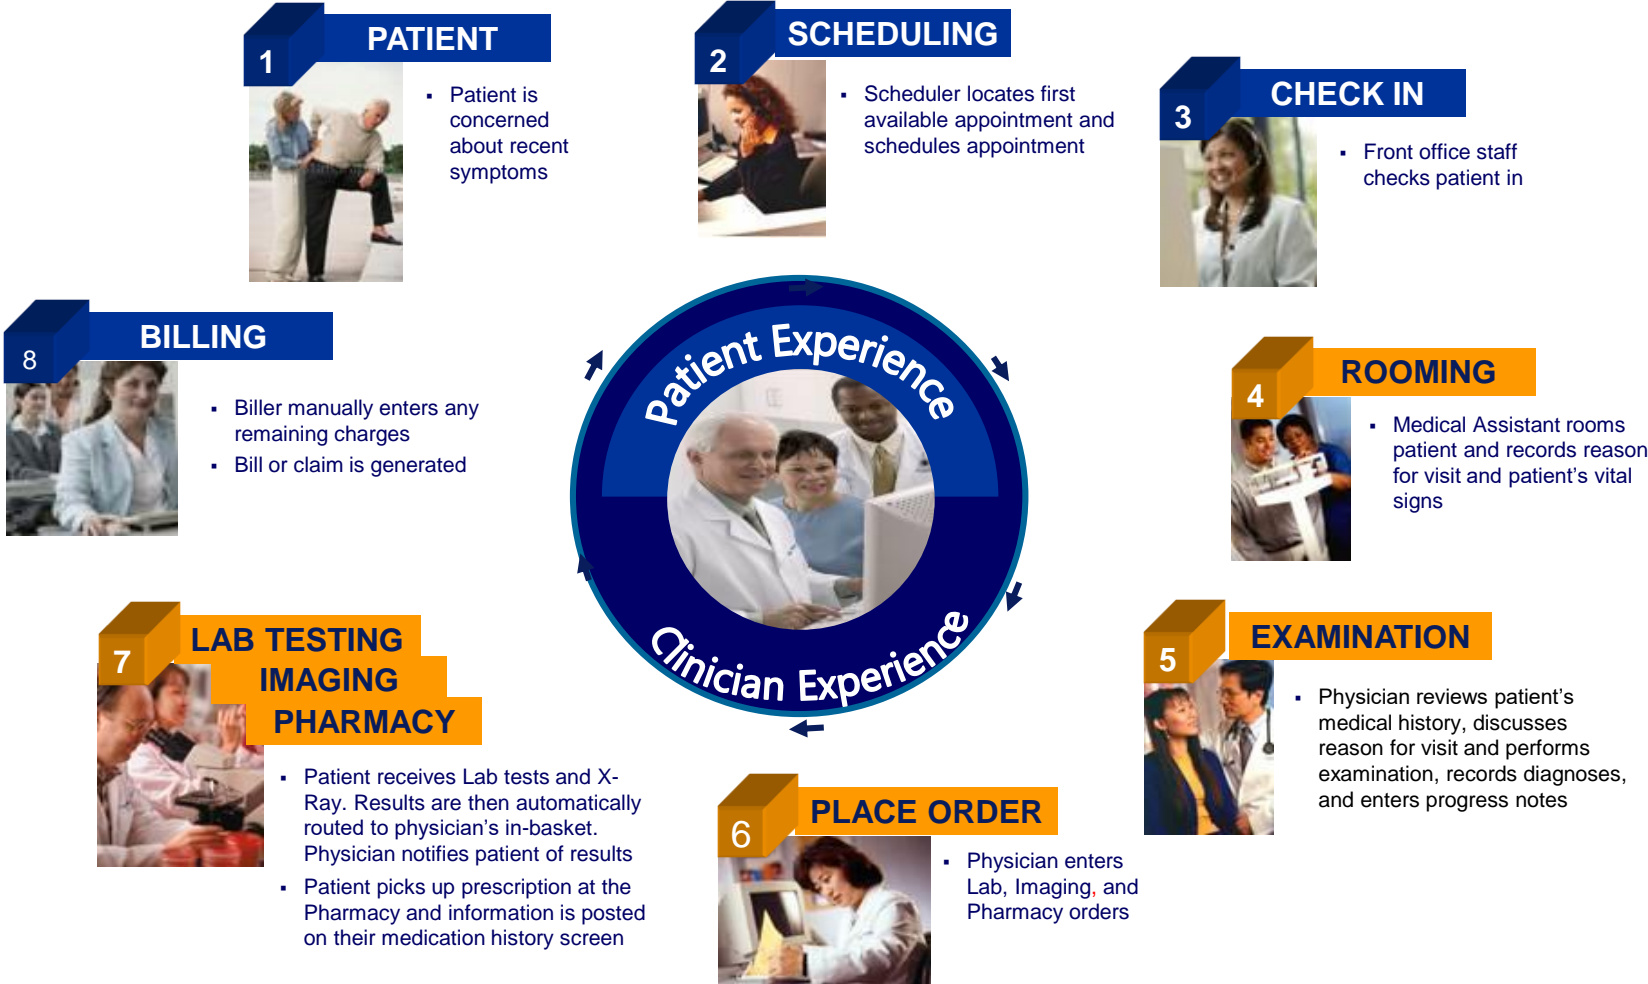 1
PATIENT
▪ Patient is
concerned
about recent
symptoms
2
SCHEDULING
▪ Scheduler locates first
available appointment and
schedules appointment
3
CHECK IN
▪ Front office staff
checks patient in
4
ROOMING
▪ Medical Assistant rooms
patient and records reason
for visit and patient’s vital
signs
5
EXAMINATION
▪ Physician reviews patient’s
medical history, discusses
reason for visit and performs
examination, records diagnoses,
and enters progress notes
6
PLACE ORDER
▪ Physician enters
Lab, Imaging, and
Pharmacy orders
7
LAB TESTING
IMAGING
PHARMACY
▪ Patient receives Lab tests and X-
Ray. Results are then automatically
routed to physician’s in-basket.
Physician notifies patient of results
▪ Patient picks up prescription at the
Pharmacy and information is posted
on their medication history screen
8
BILLING
▪ Biller manually enters any
remaining charges
▪ Bill or claim is generated
Patient Experience
Clinician Experience